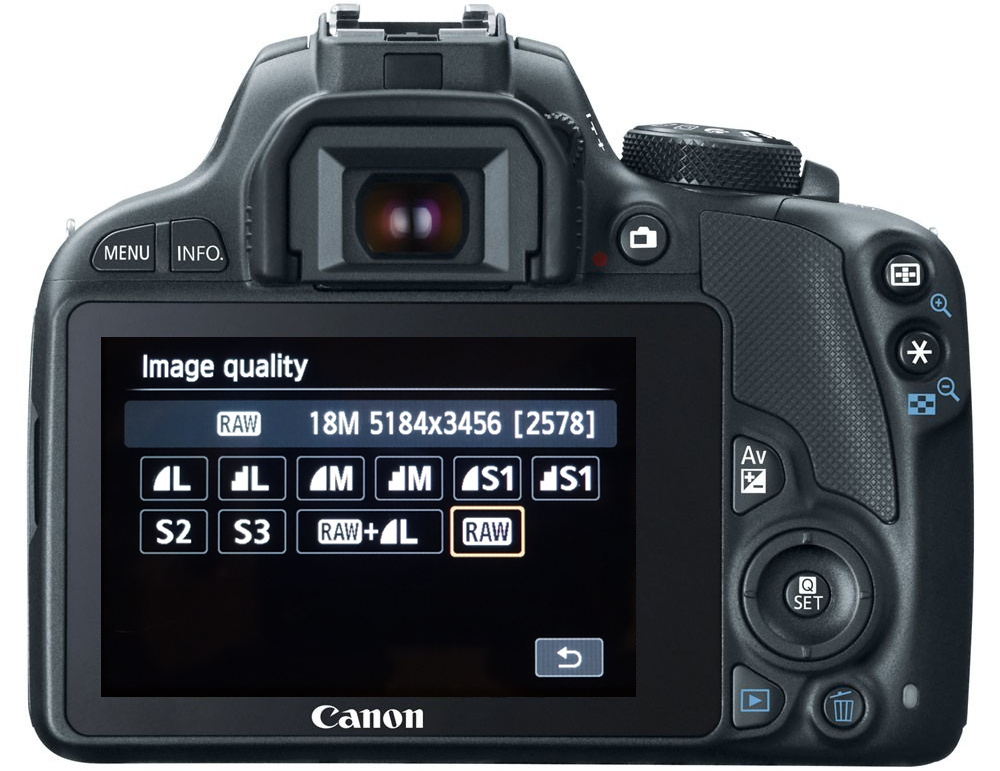 MENU INFO.
Image quality
RAW 18M 5184x3456 [2578]
L L M M S1 S1
S2 S3 RAW+L RAW
Av
Q
SET
Canon